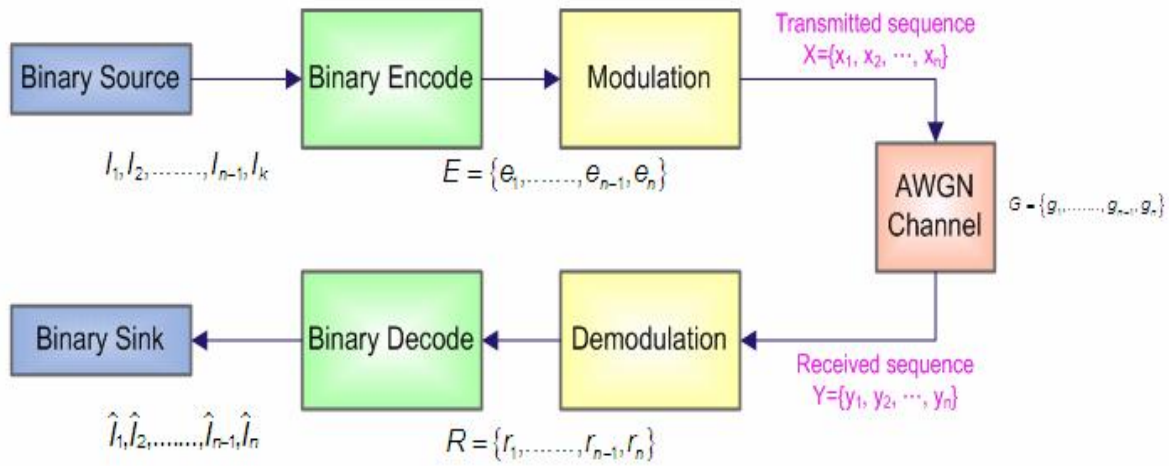 Transmitted sequence
X={x₁, x₂, ⋯, xₙ}
Binary Source
Binary Encode
Modulation
I₁,I₂,.......,Iₙ₋₁,Iₖ
E = {e₁,.......,eₙ₋₁,eₙ}
AWGN
Channel
G = {g₁,.......,gₙ₋₁,gₙ}
Binary Sink
Binary Decode
Demodulation
Received sequence
Y={y₁, y₂, ⋯, yₙ}
Î₁,Î₂,.......,Îₙ₋₁,Îₙ
R = {r₁,.......,rₙ₋₁,rₙ}